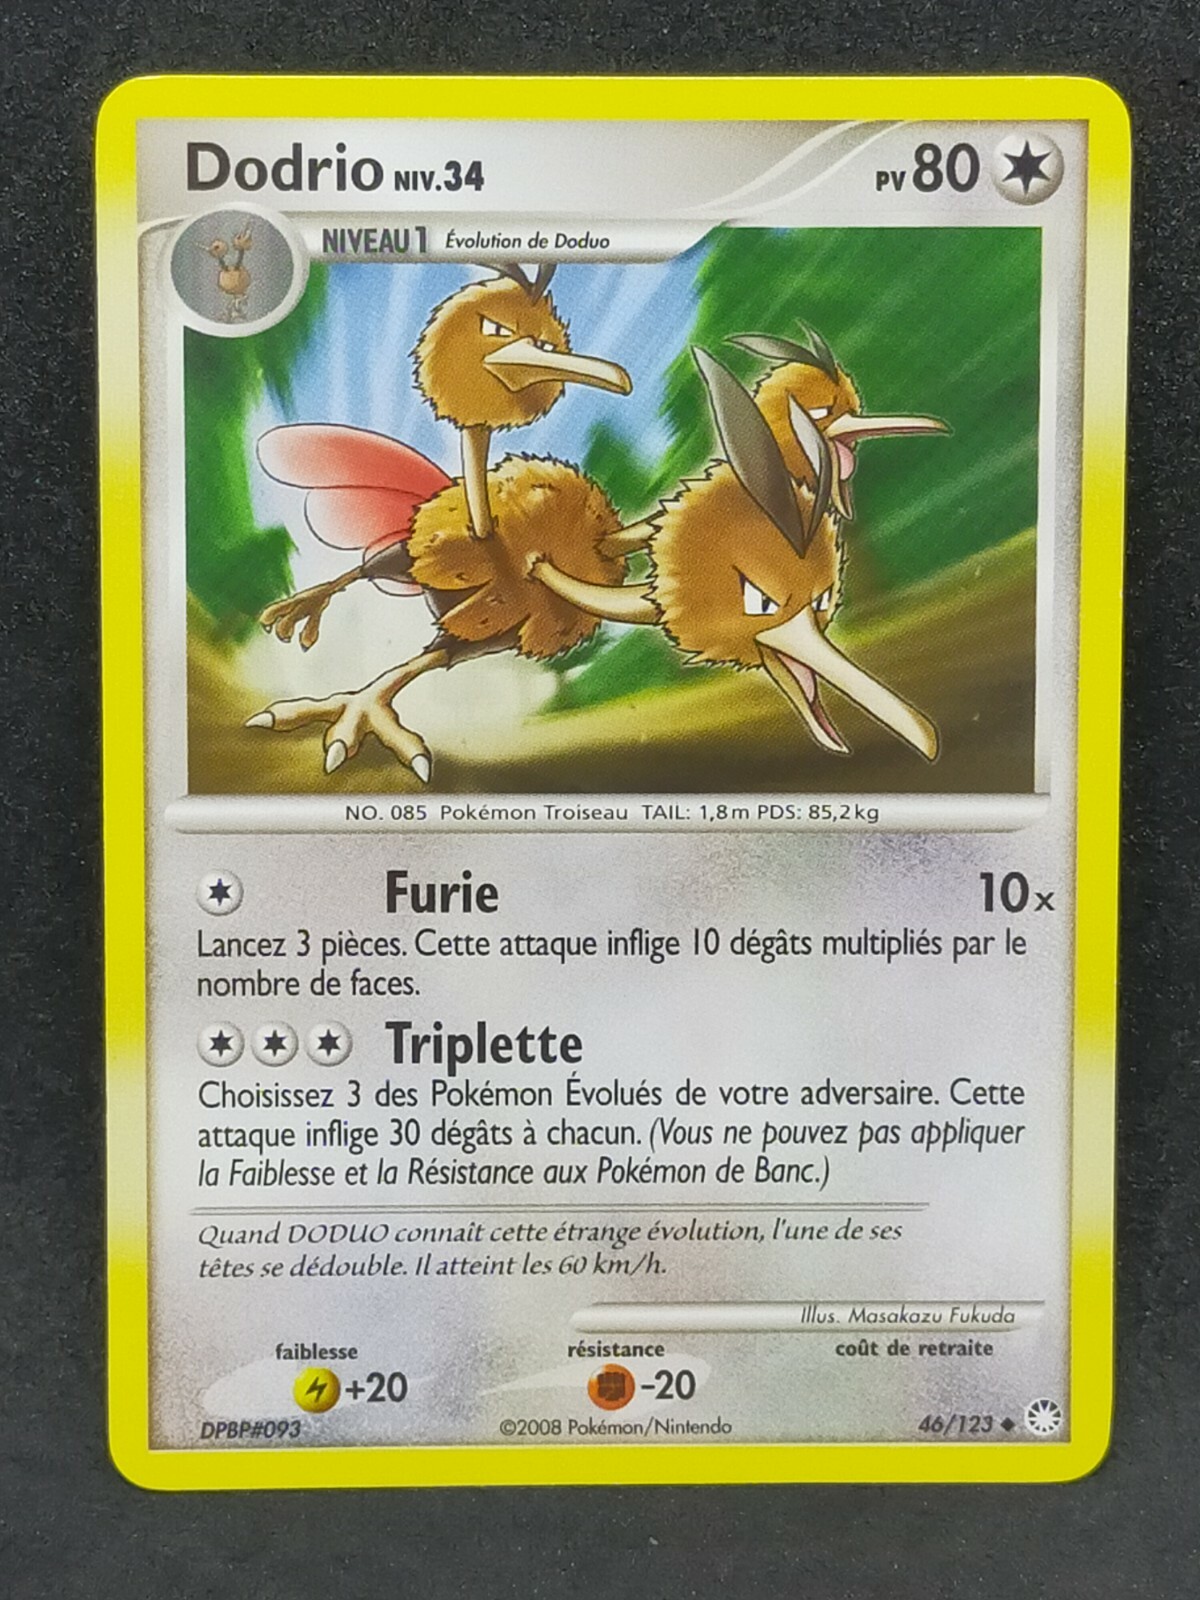 Dodrio NIV.34
PV 80
NIVEAU 1 Évolution de Doduo
NO. 085 Pokémon Troiseau TAIL: 1,8m PDS: 85,2kg
Furie 10x
Lancez 3 pièces. Cette attaque inflige 10 dégâts multipliés par le
nombre de faces.
Triplette
Choisissez 3 des Pokémon Évolués de votre adversaire. Cette
attaque inflige 30 dégâts à chacun. (Vous ne pouvez pas appliquer
la Faiblesse et la Résistance aux Pokémon de Banc.)
Quand DODUO connaît cette étrange évolution, l'une de ses
têtes se dédouble. Il atteint les 60 km/h.
Illus. Masakazu Fukuda
faiblesse résistance coût de retraite
+20 -20
DPBP#093 ©2008 Pokémon/Nintendo 46/123